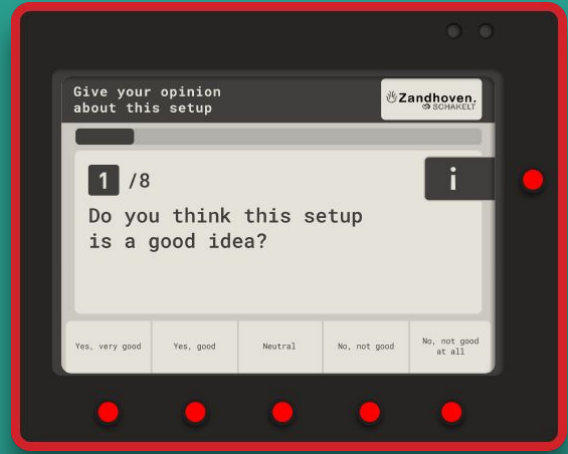 Give your opinion
about this setup
Zandhoven.
SCHAKELT
1 /8
i
Do you think this setup
is a good idea?
Yes, very good
Yes, good
Neutral
No, not good
No, not good
at all